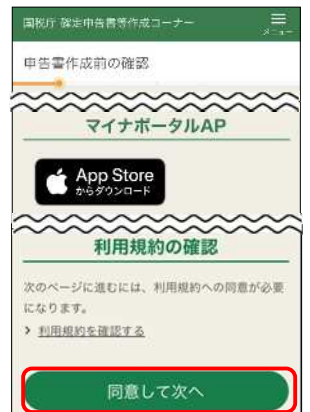 国税庁 確定申告書等作成コーナー
メニュー
申告書作成前の確認
マイナポータルAP
App Store
からダウンロード
利用規約の確認
次のページに進むには、利用規約への同意が必要
になります。
> 利用規約を確認する
同意して次へ